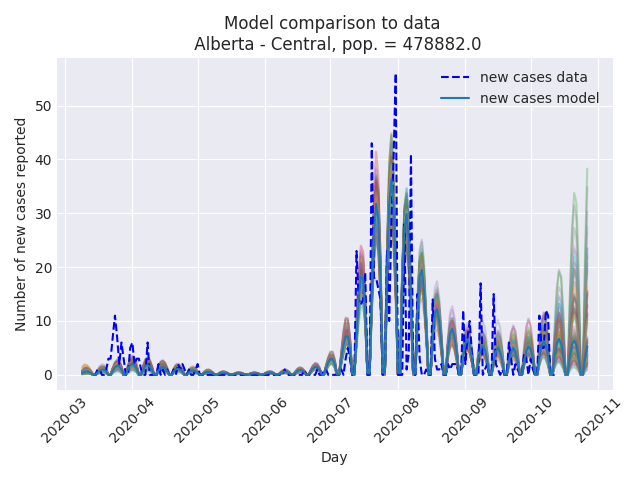 Model comparison to data
Alberta - Central, pop. = 478882.0
new cases data
new cases model
Number of new cases reported
50
40
30
20
10
0
2020-03
2020-04
2020-05
2020-06
2020-07
2020-08
2020-09
2020-10
2020-11
Day